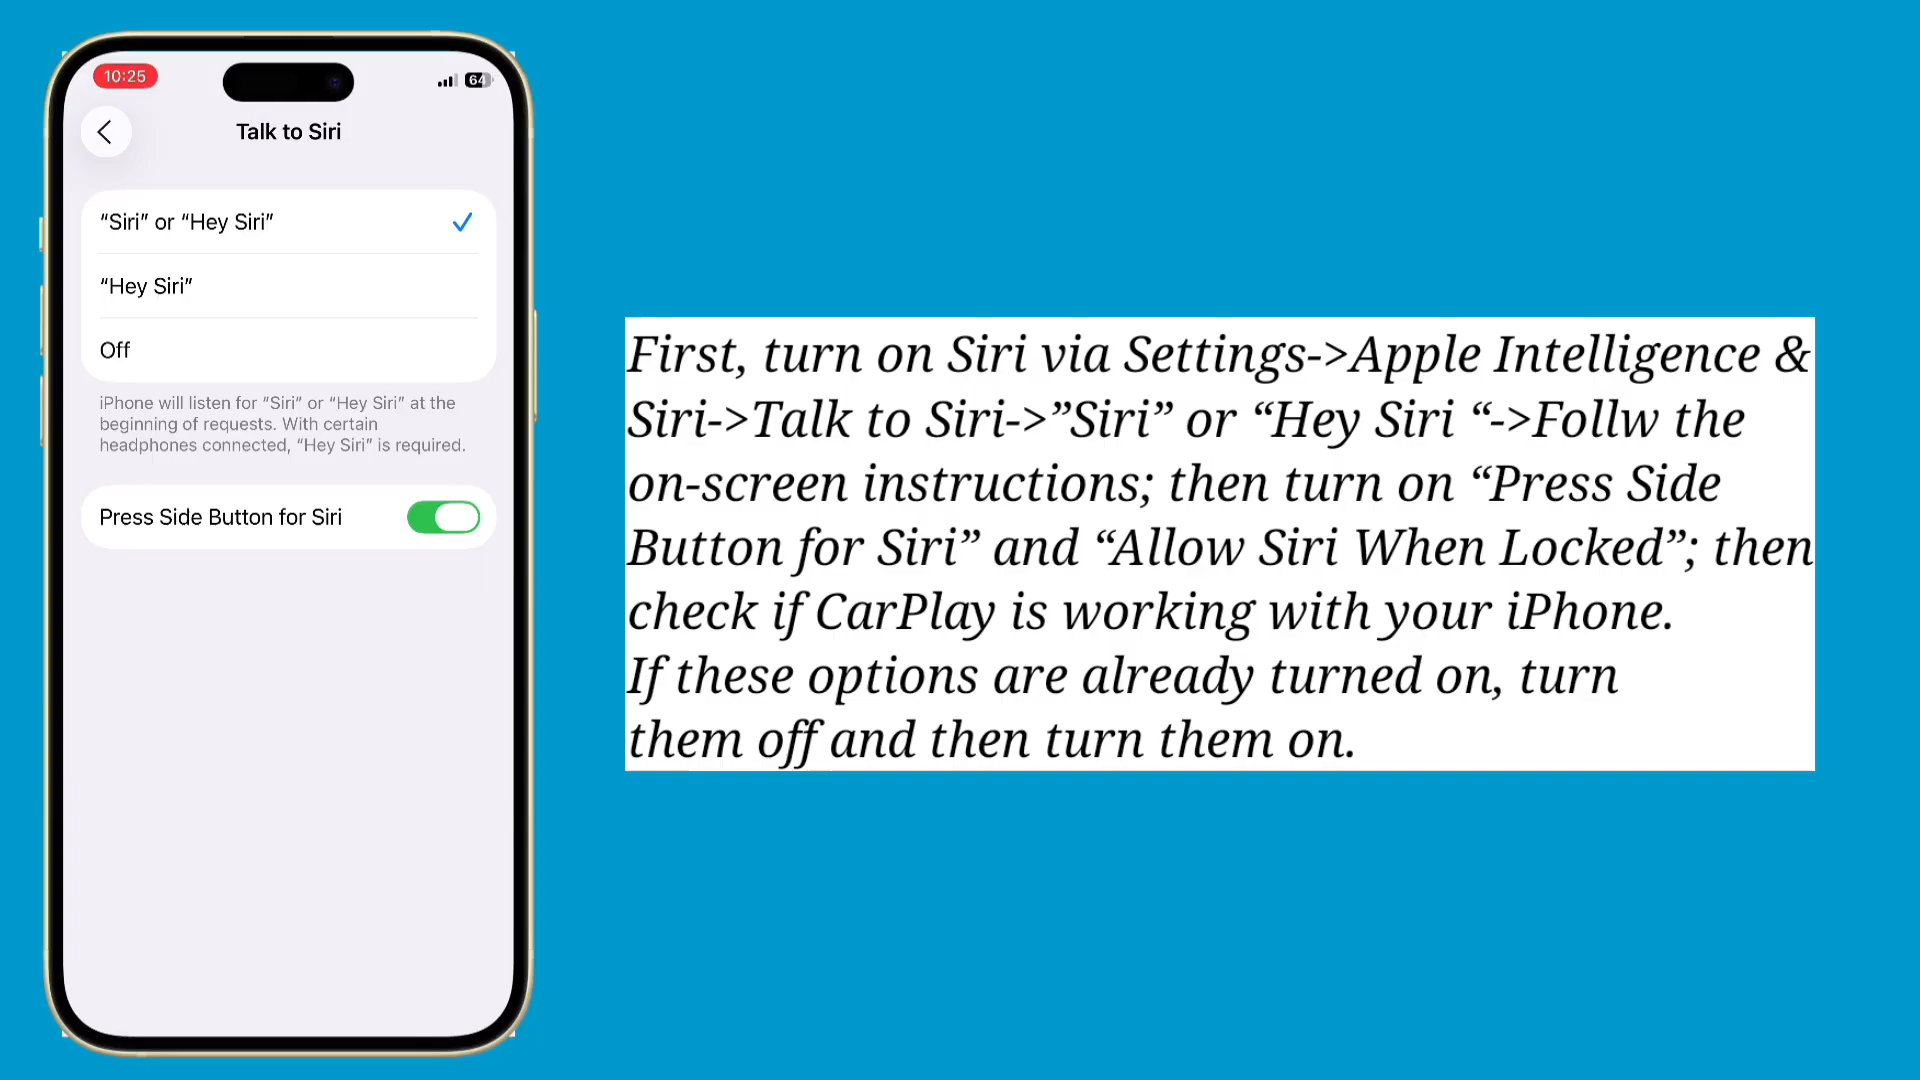 10:25
64
Talk to Siri
“Siri” or “Hey Siri”
“Hey Siri”
Off
iPhone will listen for “Siri” or “Hey Siri” at the
beginning of requests. With certain
headphones connected, “Hey Siri” is required.
Press Side Button for Siri
First, turn on Siri via Settings->Apple Intelligence &
Siri->Talk to Siri->”Siri” or “Hey Siri “->Follw the
on-screen instructions; then turn on “Press Side
Button for Siri” and “Allow Siri When Locked”; then
check if CarPlay is working with your iPhone.
If these options are already turned on, turn
them off and then turn them on.